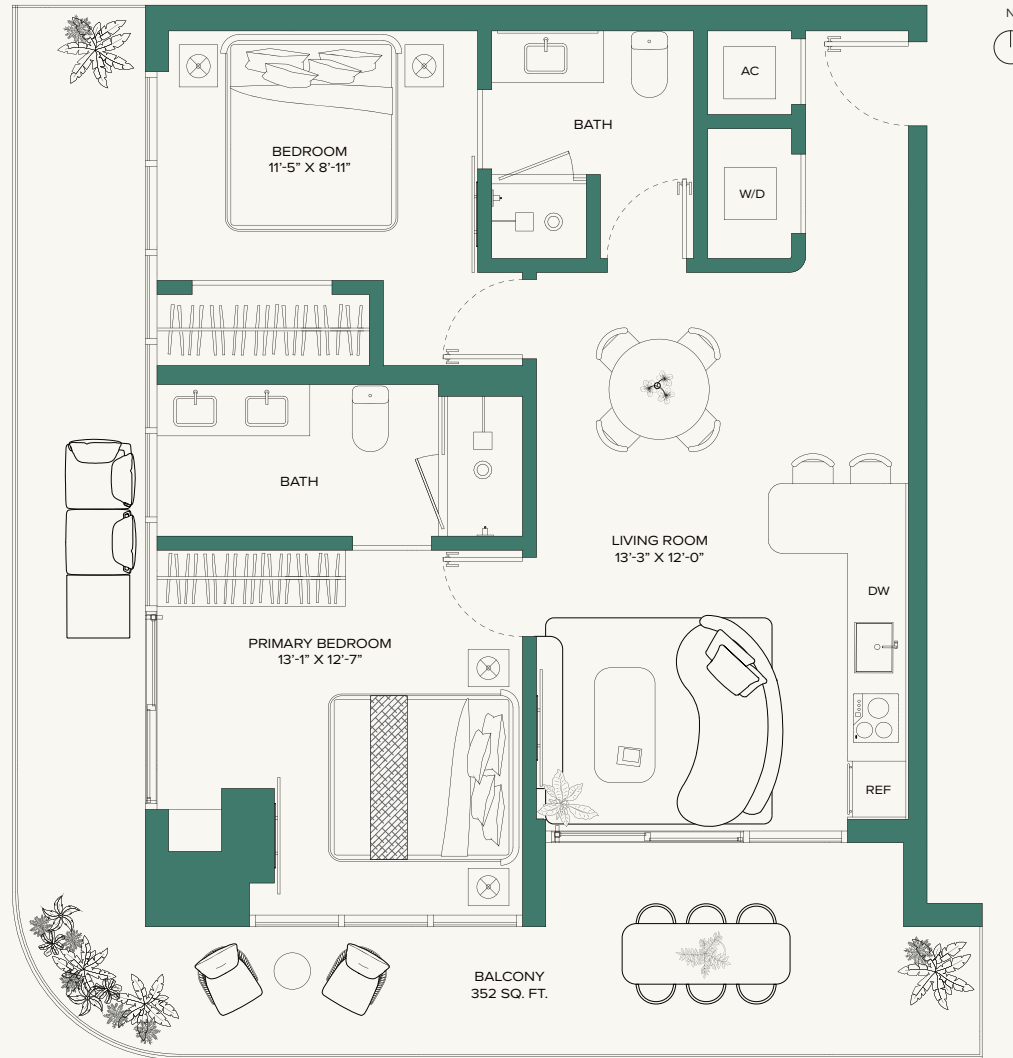 N
AC
BATH
BEDROOM
11'-5" X 8'-11"
W/D
BATH
LIVING ROOM
13'-3" X 12'-0"
DW
PRIMARY BEDROOM
13'-1" X 12'-7"
REF
BALCONY
352 SQ. FT.